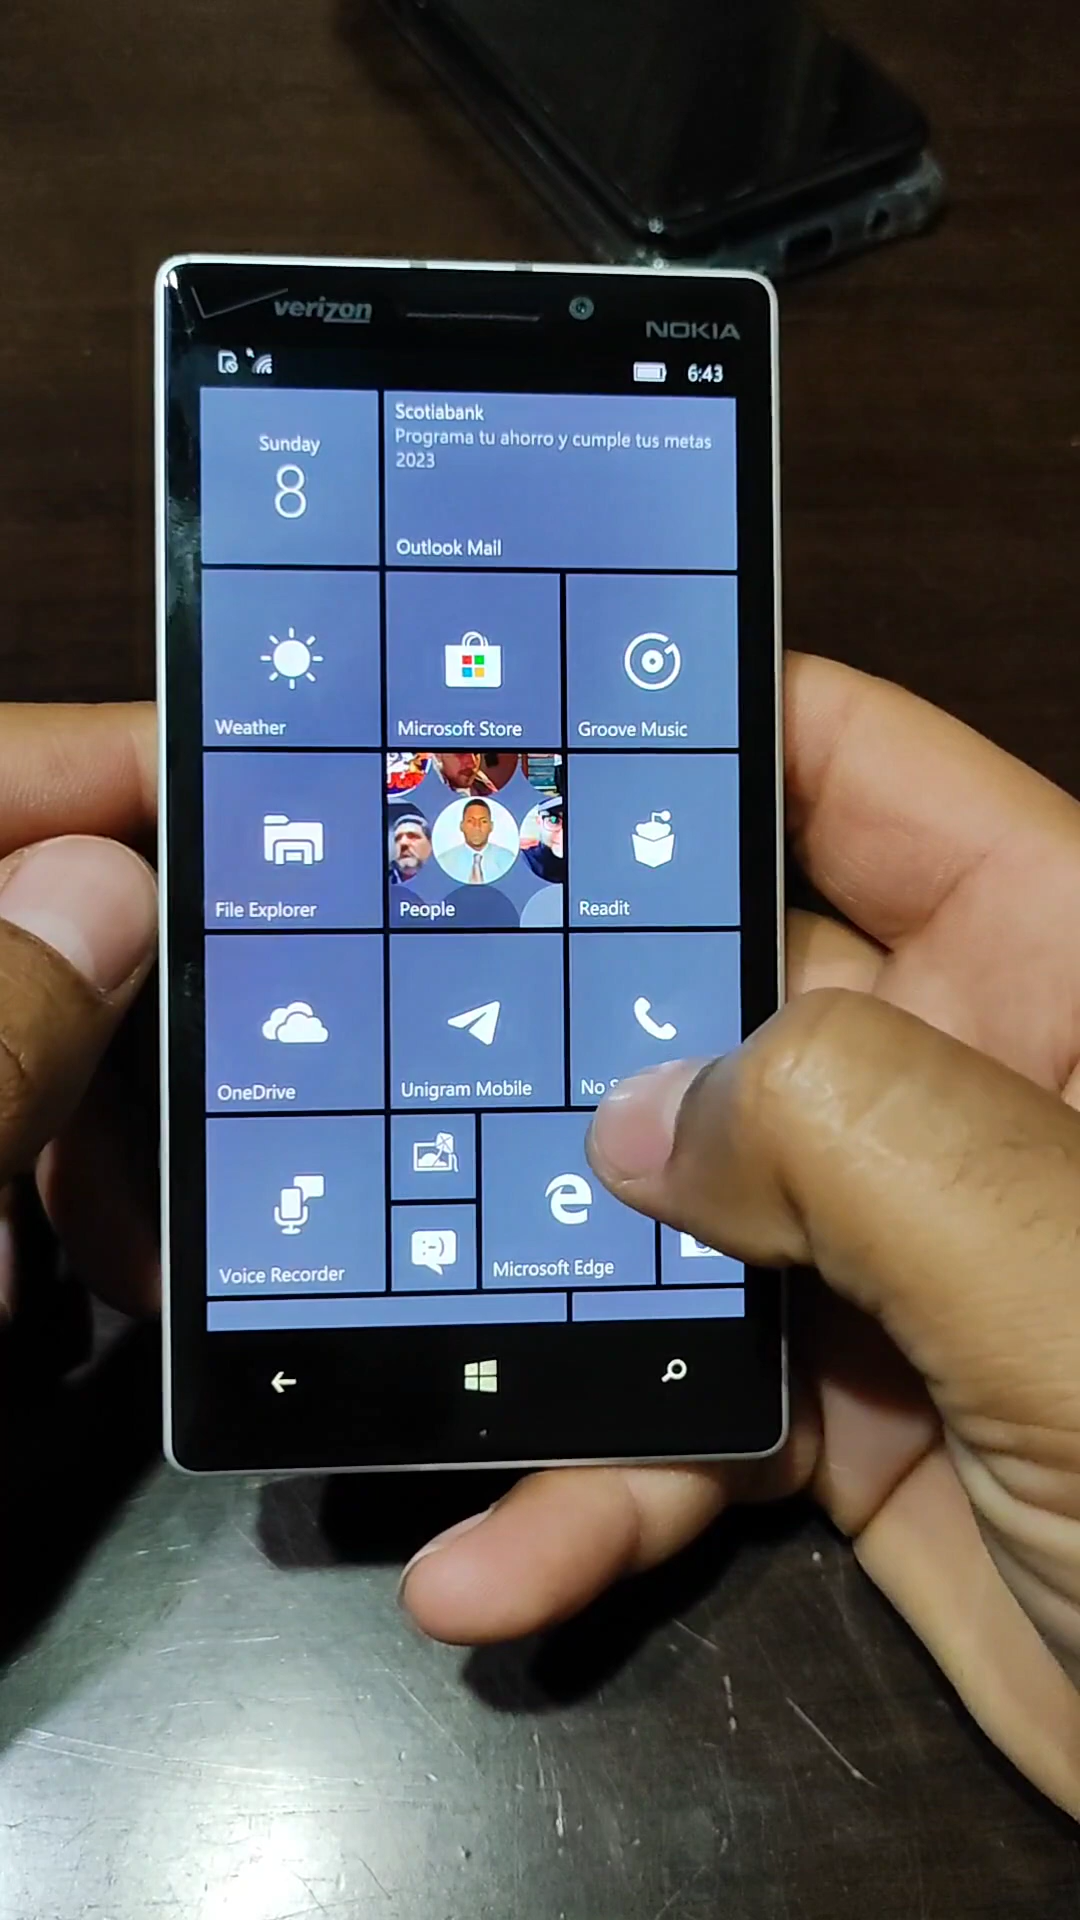 verizon
NOKIA
6:43
Sunday
8
Scotiabank
Programa tu ahorro y cumple tus metas
2023
Outlook Mail
Weather
Microsoft Store
Groove Music
File Explorer
People
Readit
OneDrive
Unigram Mobile
No
Voice Recorder
:-)
Microsoft Edge